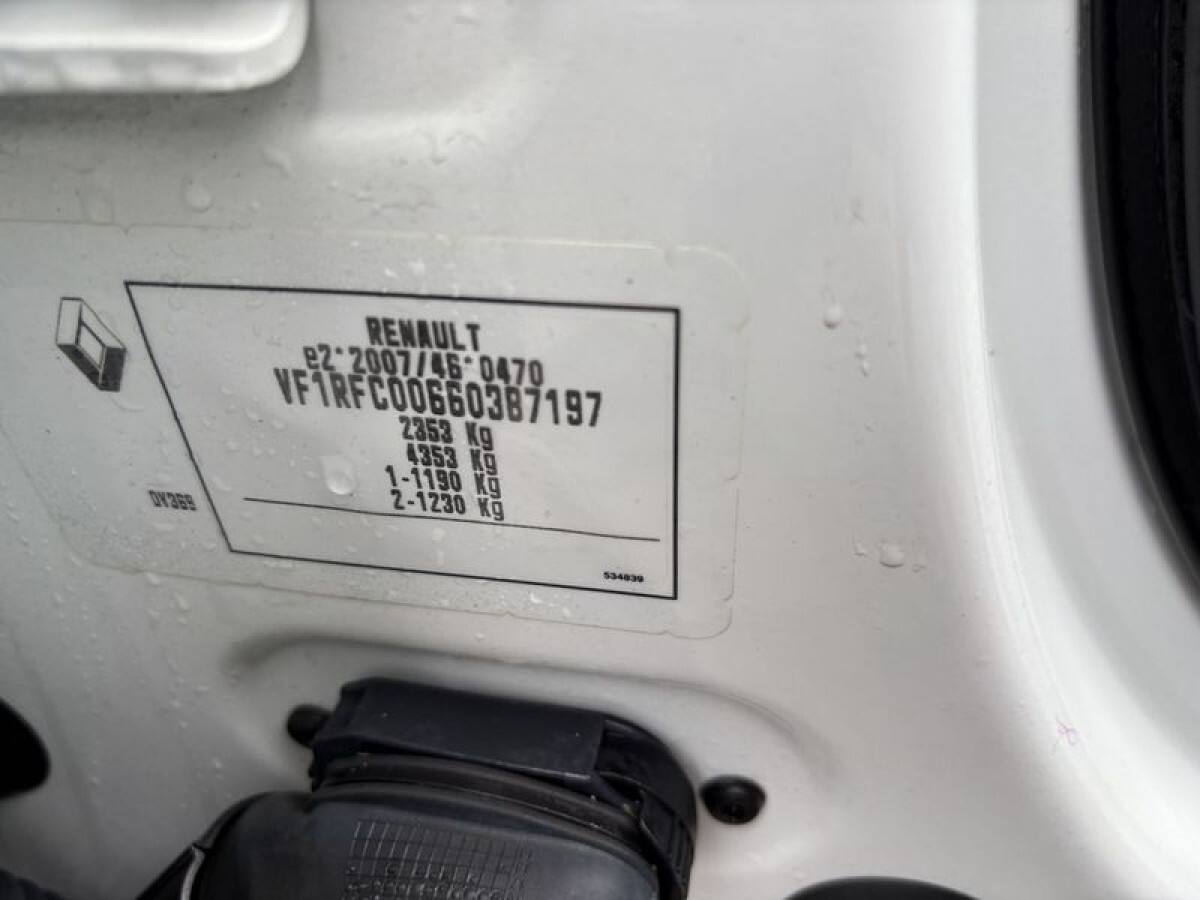 RENAULT
e2*2007/46*0470
VF1RFC00660387197
2353 Kg
4353 Kg
1-1190 Kg
2-1230 Kg
DY369
534839